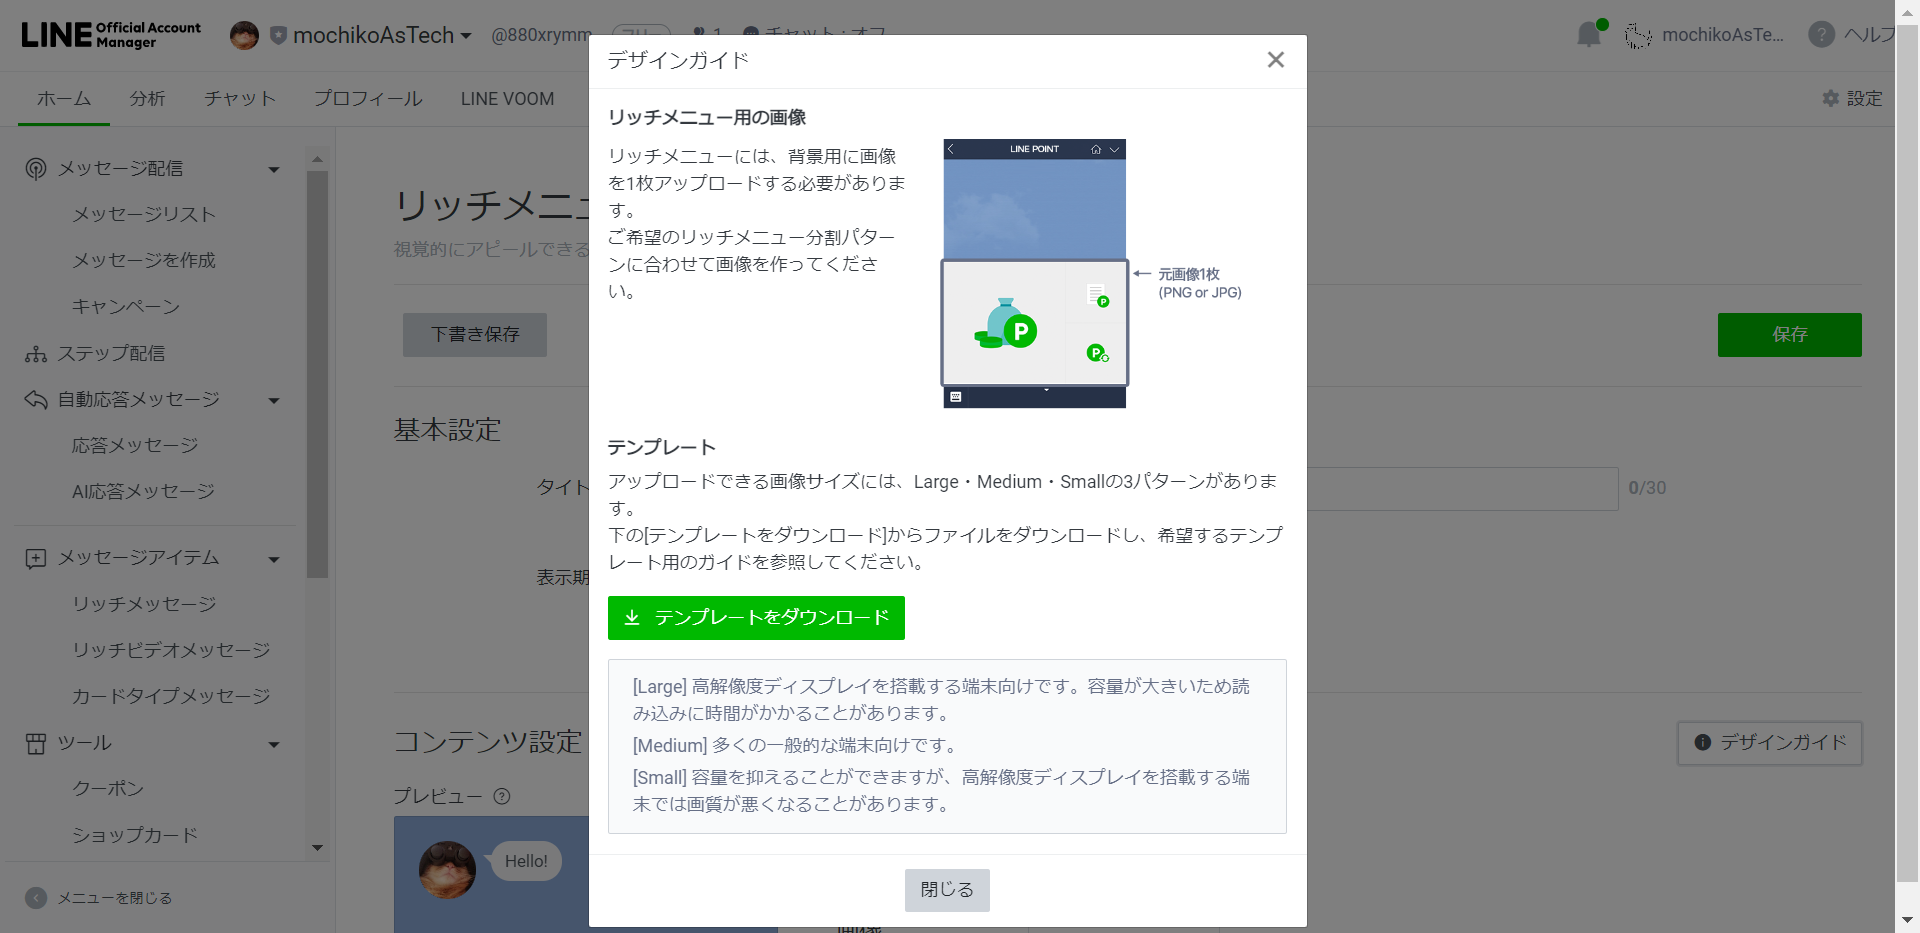 LINE Official Account Manager
mochikoAsTech
@880xrymm
フリー
1
チャット：オフ
mochikoAsTe...
ヘルプ
ホーム
分析
チャット
プロフィール
LINE VOOM
設定
メッセージ配信
メッセージリスト
メッセージを作成
キャンペーン
ステップ配信
自動応答メッセージ
応答メッセージ
AI応答メッセージ
メッセージアイテム
リッチメッセージ
リッチビデオメッセージ
カードタイプメッセージ
ツール
クーポン
ショップカード
メニューを閉じる
リッチメニ
視覚的にアピールできる
下書き保存
保存
基本設定
タイト
0/30
表示期
コンテンツ設定
デザインガイド
プレビュー
Hello!
デザインガイド
リッチメニュー用の画像
リッチメニューには、背景用に画像
を1枚アップロードする必要がありま
す。
ご希望のリッチメニュー分割パター
ンに合わせて画像を作ってくださ
い。
LINE POINT
元画像1枚
(PNG or JPG)
テンプレート
アップロードできる画像サイズには、Large・Medium・Smallの3パターンがありま
す。
下の[テンプレートをダウンロード]からファイルをダウンロードし、希望するテンプ
レート用のガイドを参照してください。
テンプレートをダウンロード
[Large] 高解像度ディスプレイを搭載する端末向けです。容量が大きいため読
み込みに時間がかかることがあります。
[Medium] 多くの一般的な端末向けです。
[Small] 容量を抑えることができますが、高解像度ディスプレイを搭載する端
末では画質が悪くなることがあります。
閉じる